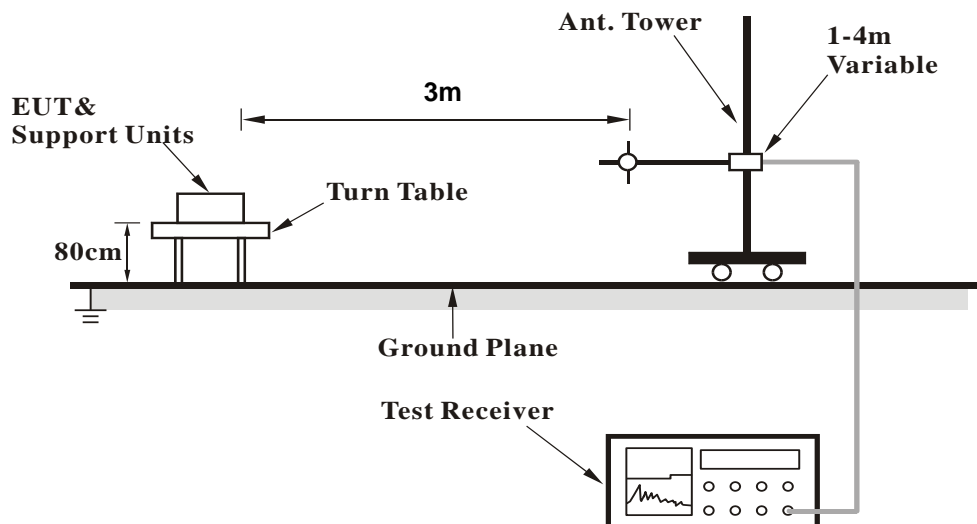 Ant. Tower
1-4m
Variable
3m
EUT&
Support Units
Turn Table
80cm
Ground Plane
Test Receiver